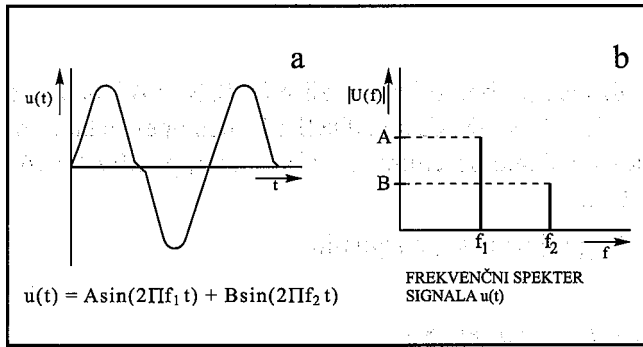 a
u(t)
t
u(t) = Asin(2Πf₁ t) + Bsin(2Πf₂ t)
b
|U(f)|
A
B
f₁
f₂
f
FREKVENČNI SPEKTER
SIGNALA u(t)